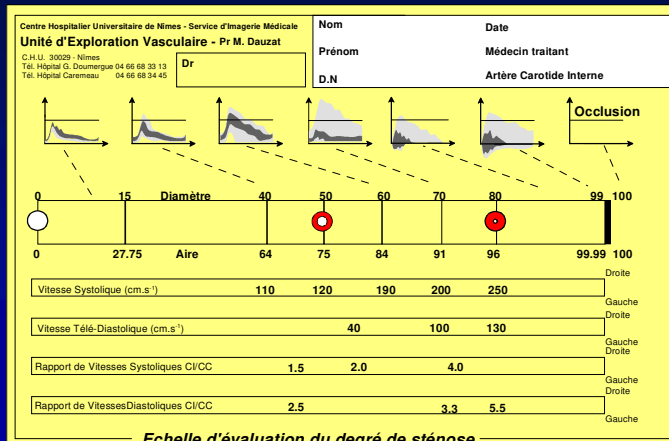 Centre Hospitalier Universitaire de Nîmes - Service d'Imagerie Médicale
Unité d'Exploration Vasculaire - Pr M. Dauzat
C.H.U. 30029 - Nîmes
Tél. Hôpital G. Doumergue 04 66 68 33 13
Tél. Hôpital Caremeau 04 66 68 34 45
Dr
Nom Date
Prénom Médecin traitant
D.N Artère Carotide Interne
Occlusion
0 15 Diamètre 40 50 60 70 80 99 100
0 27.75 Aire 64 75 84 91 96 99.99 100
Droite
Vitesse Systolique (cm.s-1) 110 120 190 200 250
Gauche
Droite
Vitesse Télé-Diastolique (cm.s-1) 40 100 130
Gauche
Droite
Rapport de Vitesses Systoliques CI/CC 1.5 2.0 4.0
Gauche
Droite
Rapport de VitessesDiastoliques CI/CC 2.5 3.3 5.5
Gauche
Echelle d'évaluation du degré de sténose